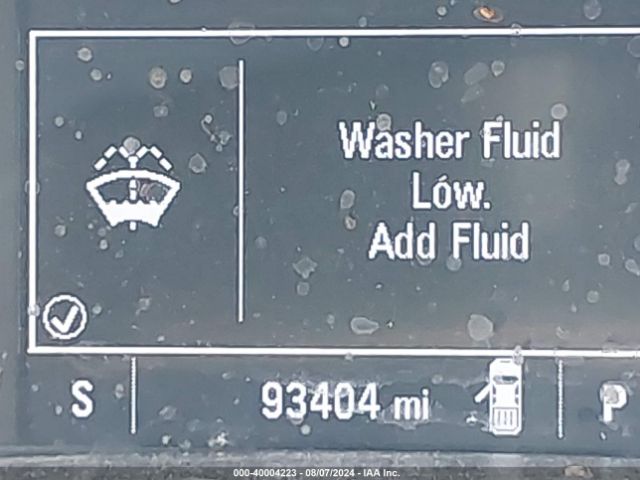 Washer Fluid
Low.
Add Fluid
S
93404 mi
P
000-40004223 - 08/07/2024 - IAA Inc.